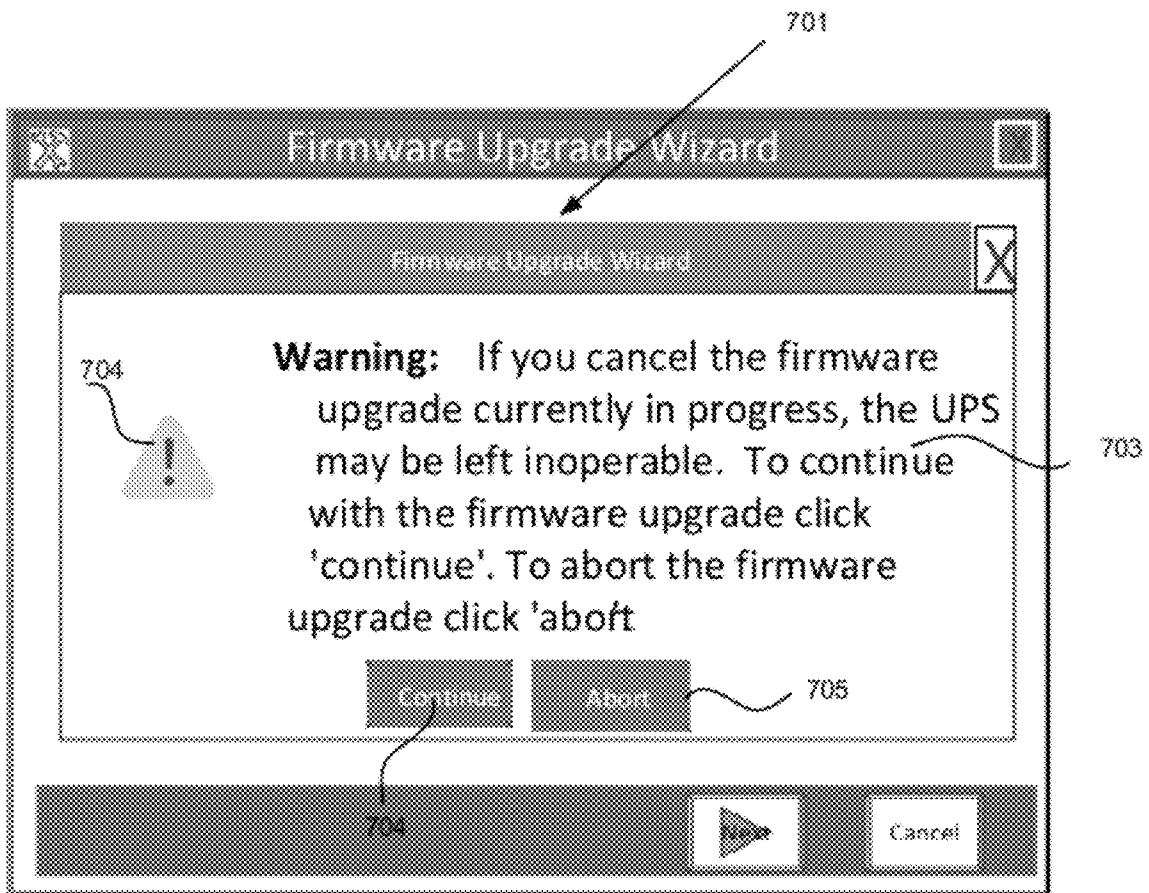 701
Firmware Upgrade Wizard
Firmware Upgrade Wizard
X
704
Warning: If you cancel the firmware
upgrade currently in progress, the UPS
may be left inoperable. To continue
703
with the firmware upgrade click
'continue'. To abort the firmware
upgrade click 'abort
Continue
Abort
705
704
Next
Cancel